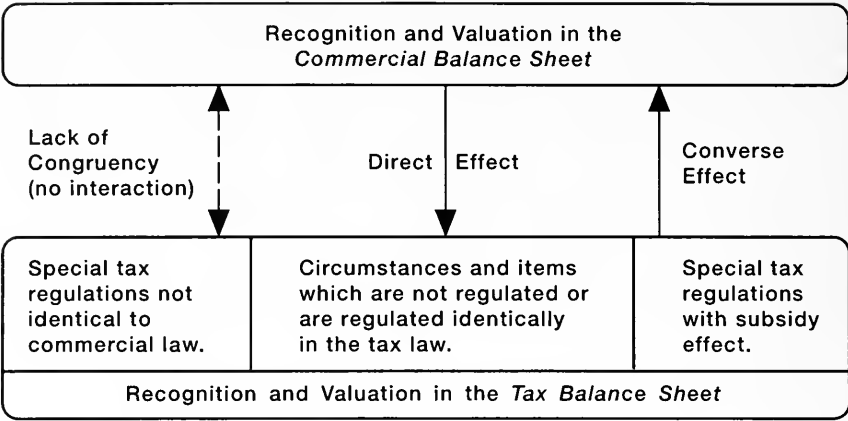 Recognition and Valuation in the
Commercial Balance Sheet
Lack of
Congruency
(no interaction)
Direct Effect
Converse
Effect
Special tax
regulations not
identical to
commercial law.
Circumstances and items
which are not regulated or
are regulated identically
in the tax law.
Special tax
regulations
with subsidy
effect.
Recognition and Valuation in the Tax Balance Sheet